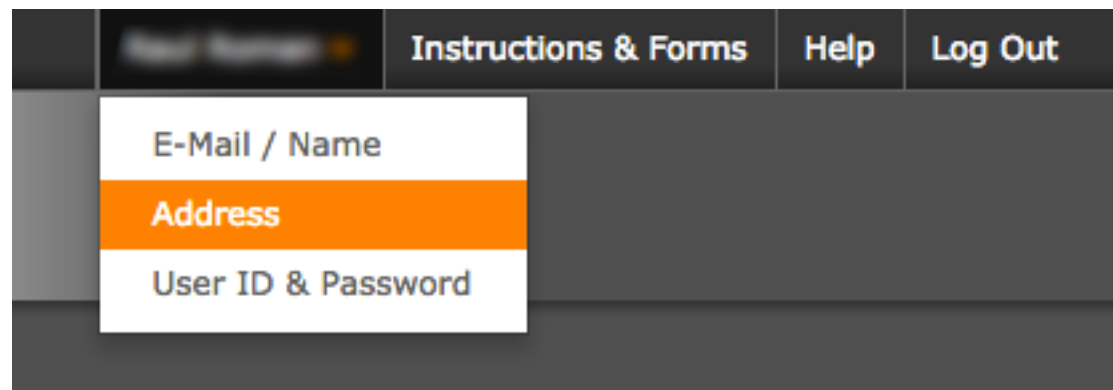 Instructions & Forms Help Log Out
E-Mail / Name
Address
User ID & Password